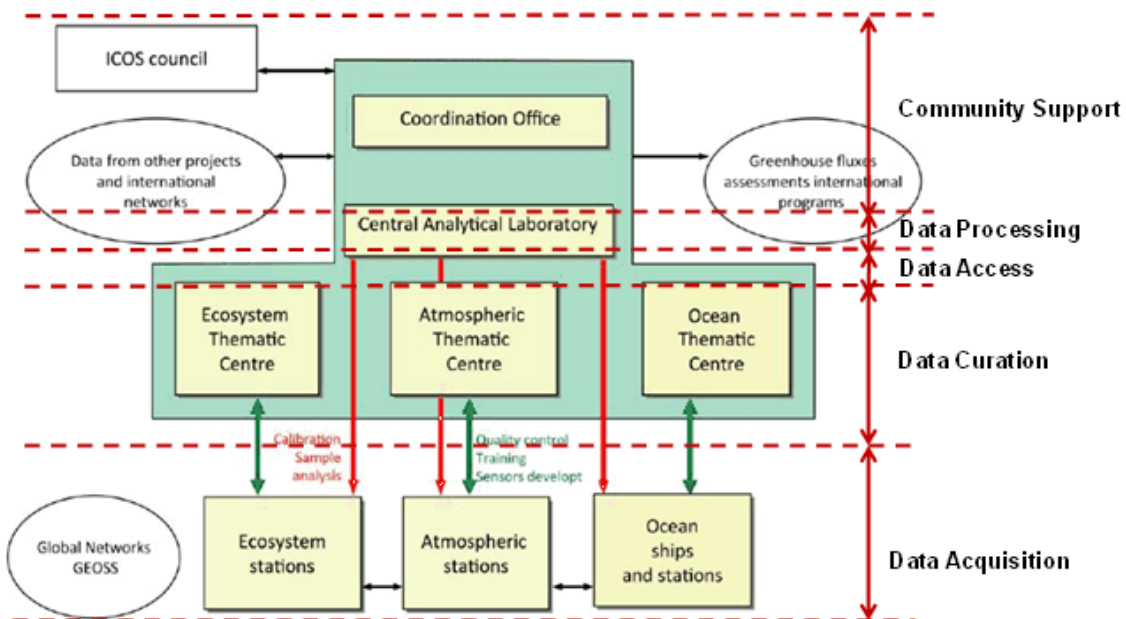 ICOS council
Coordination Office
Community Support
Data from other projects
and international
networks
Greenhouse fluxes
assessments international
programs
Central Analytical Laboratory
Data Processing
Data Access
Ecosystem
Thematic
Centre
Atmospheric
Thematic
Centre
Ocean
Thematic
Centre
Data Curation
Calibration
Sample
analysis
Quality control
Training
Sensors developt
Global Networks
GEOSS
Ecosystem
stations
Atmospheric
stations
Ocean
ships
and stations
Data Acquisition